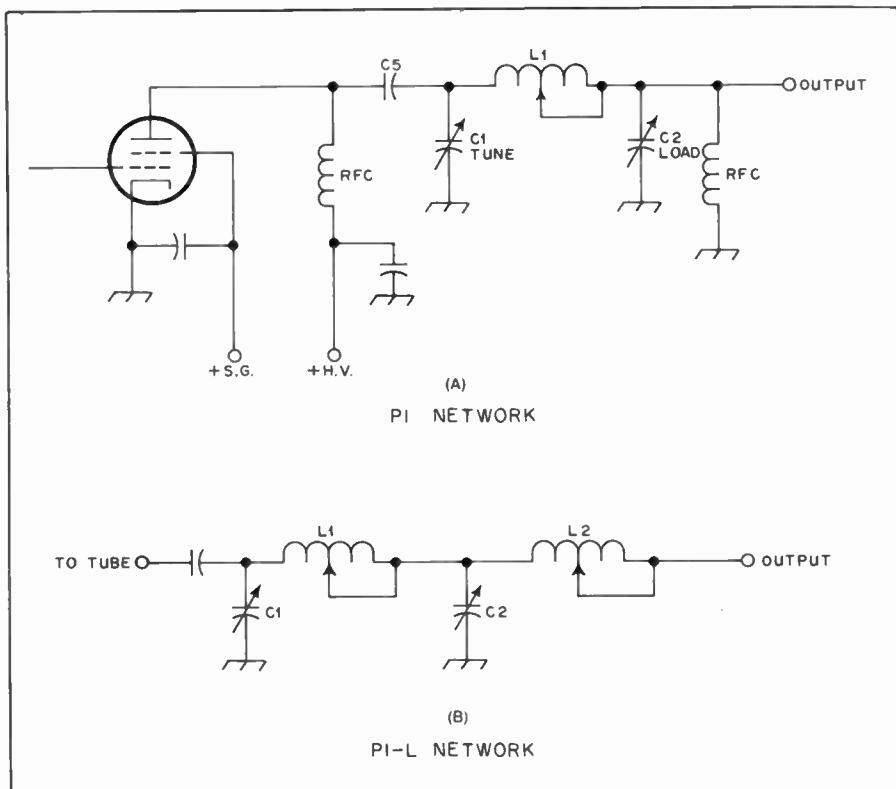 C5
L1
OUTPUT
C1
TUNE
C2
LOAD
RFC
RFC
+S.G.
+H.V.
(A)
PI NETWORK
L1
L2
TO TUBE
OUTPUT
C1
C2
(B)
PI-L NETWORK